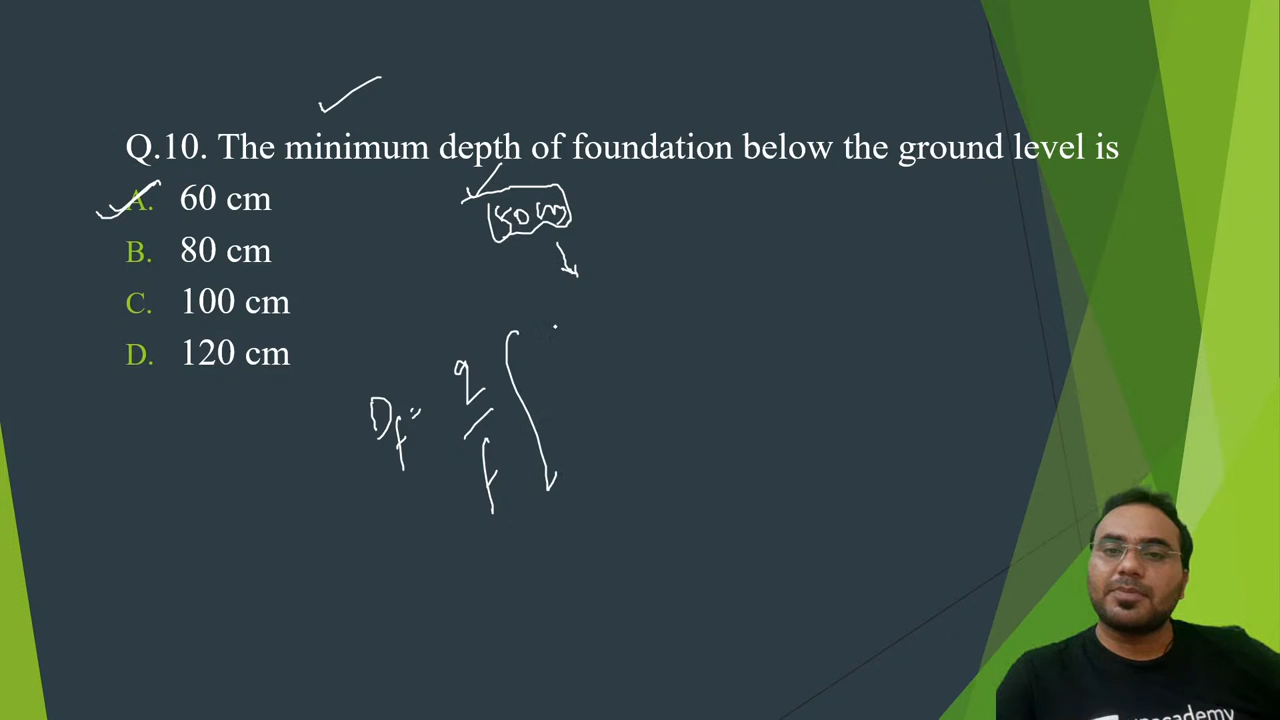 Q.10. The minimum depth of foundation below the ground level is
A. 60 cm
50 cm
B. 80 cm
C. 100 cm
D. 120 cm
Df = q / f